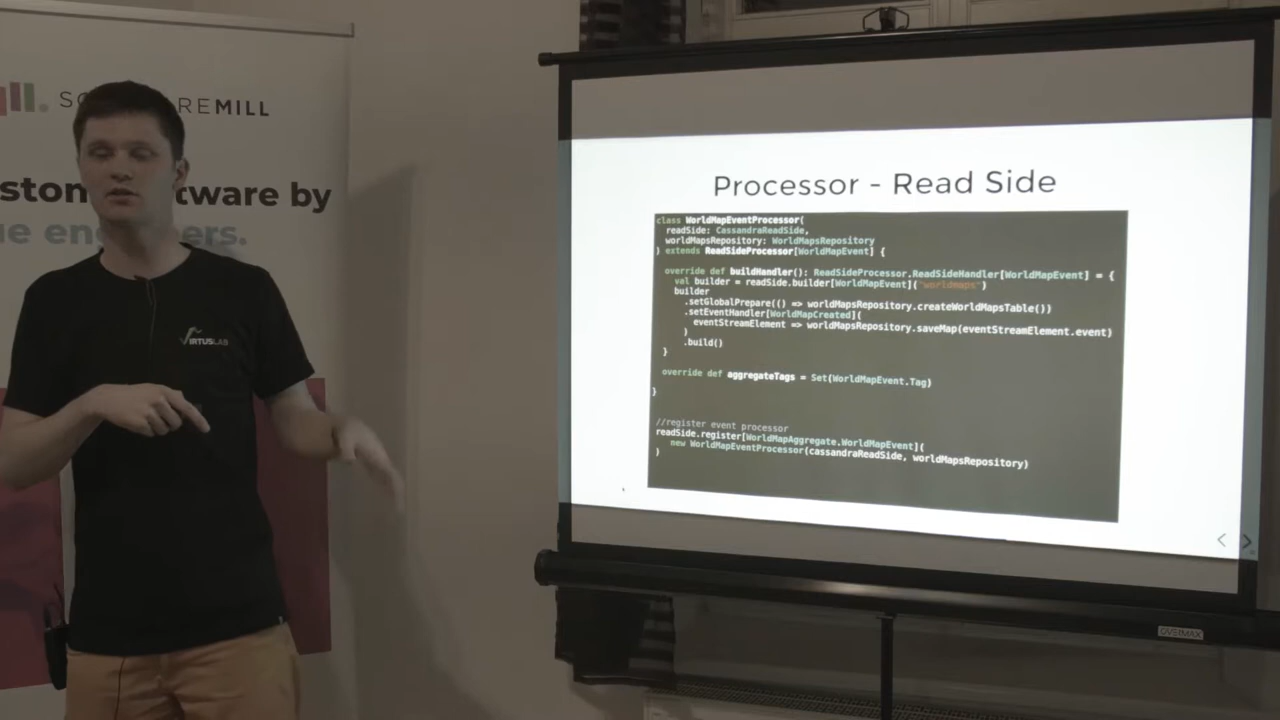 REMILL
tware by
VIRTUSLAB
Processor - Read Side
class WorldMapEventProcessor(
readSide: CassandraReadSide,
worldMapsRepository: WorldMapsRepository
) extends ReadSideProcessor[WorldMapEvent] {
override def buildHandler(): ReadSideProcessor.ReadSideHandler[WorldMapEvent] = {
val builder = readSide.builder[WorldMapEvent]("worldmaps")
builder
.setGlobalPrepare(() => worldMapsRepository.createWorldMapsTable())
.setEventHandler[WorldMapCreated](
eventStreamElement => worldMapsRepository.saveMap(eventStreamElement.event)
)
.build()
}
override def aggregateTags = Set(WorldMapEvent.Tag)
}
//register event processor
readSide.register[WorldMapAggregate.WorldMapEvent](
new WorldMapEventProcessor(cassandraReadSide, worldMapsRepository)
)
< >